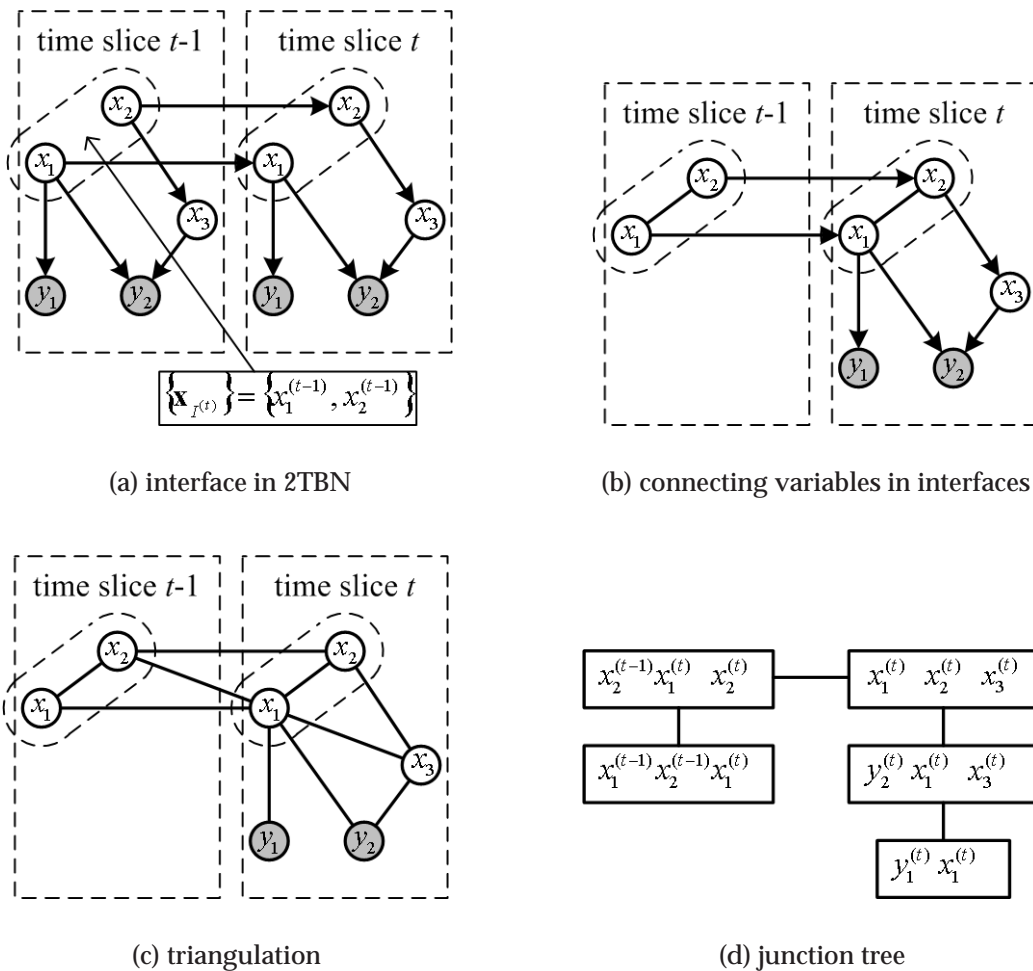 time slice t-1 time slice t
x₂ x₂
x₁ x₁
x₃ x₃
y₁ y₂ y₁ y₂
{𝐱_I⁽ᵗ⁾} = {x₁⁽ᵗ⁻¹⁾, x₂⁽ᵗ⁻¹⁾}
(a) interface in 2TBN
time slice t-1 time slice t
x₂ x₂
x₁ x₁
x₃
y₁ y₂
(b) connecting variables in interfaces
time slice t-1 time slice t
x₂ x₂
x₁ x₁
x₃
y₁ y₂
(c) triangulation
x₂⁽ᵗ⁻¹⁾ x₁⁽ᵗ⁾ x₂⁽ᵗ⁾ x₁⁽ᵗ⁾ x₂⁽ᵗ⁾ x₃⁽ᵗ⁾
x₁⁽ᵗ⁻¹⁾ x₂⁽ᵗ⁻¹⁾ x₁⁽ᵗ⁾ y₂⁽ᵗ⁾ x₁⁽ᵗ⁾ x₃⁽ᵗ⁾
y₁⁽ᵗ⁾ x₁⁽ᵗ⁾
(d) junction tree